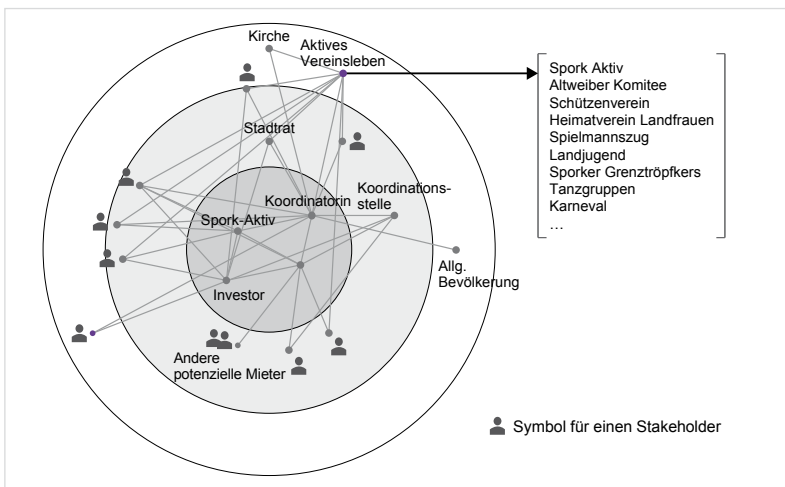 Kirche
Aktives
Vereinsleben
Stadtrat
Koordinatorin
Koordinations-
stelle
Spork-Aktiv
Allg.
Bevölkerung
Investor
Andere
potenzielle Mieter
Spork Aktiv
Altweiber Komitee
Schützenverein
Heimatverein Landfrauen
Spielmannszug
Landjugend
Sporker Grenztröpfkers
Tanzgruppen
Karneval
…
Symbol für einen Stakeholder